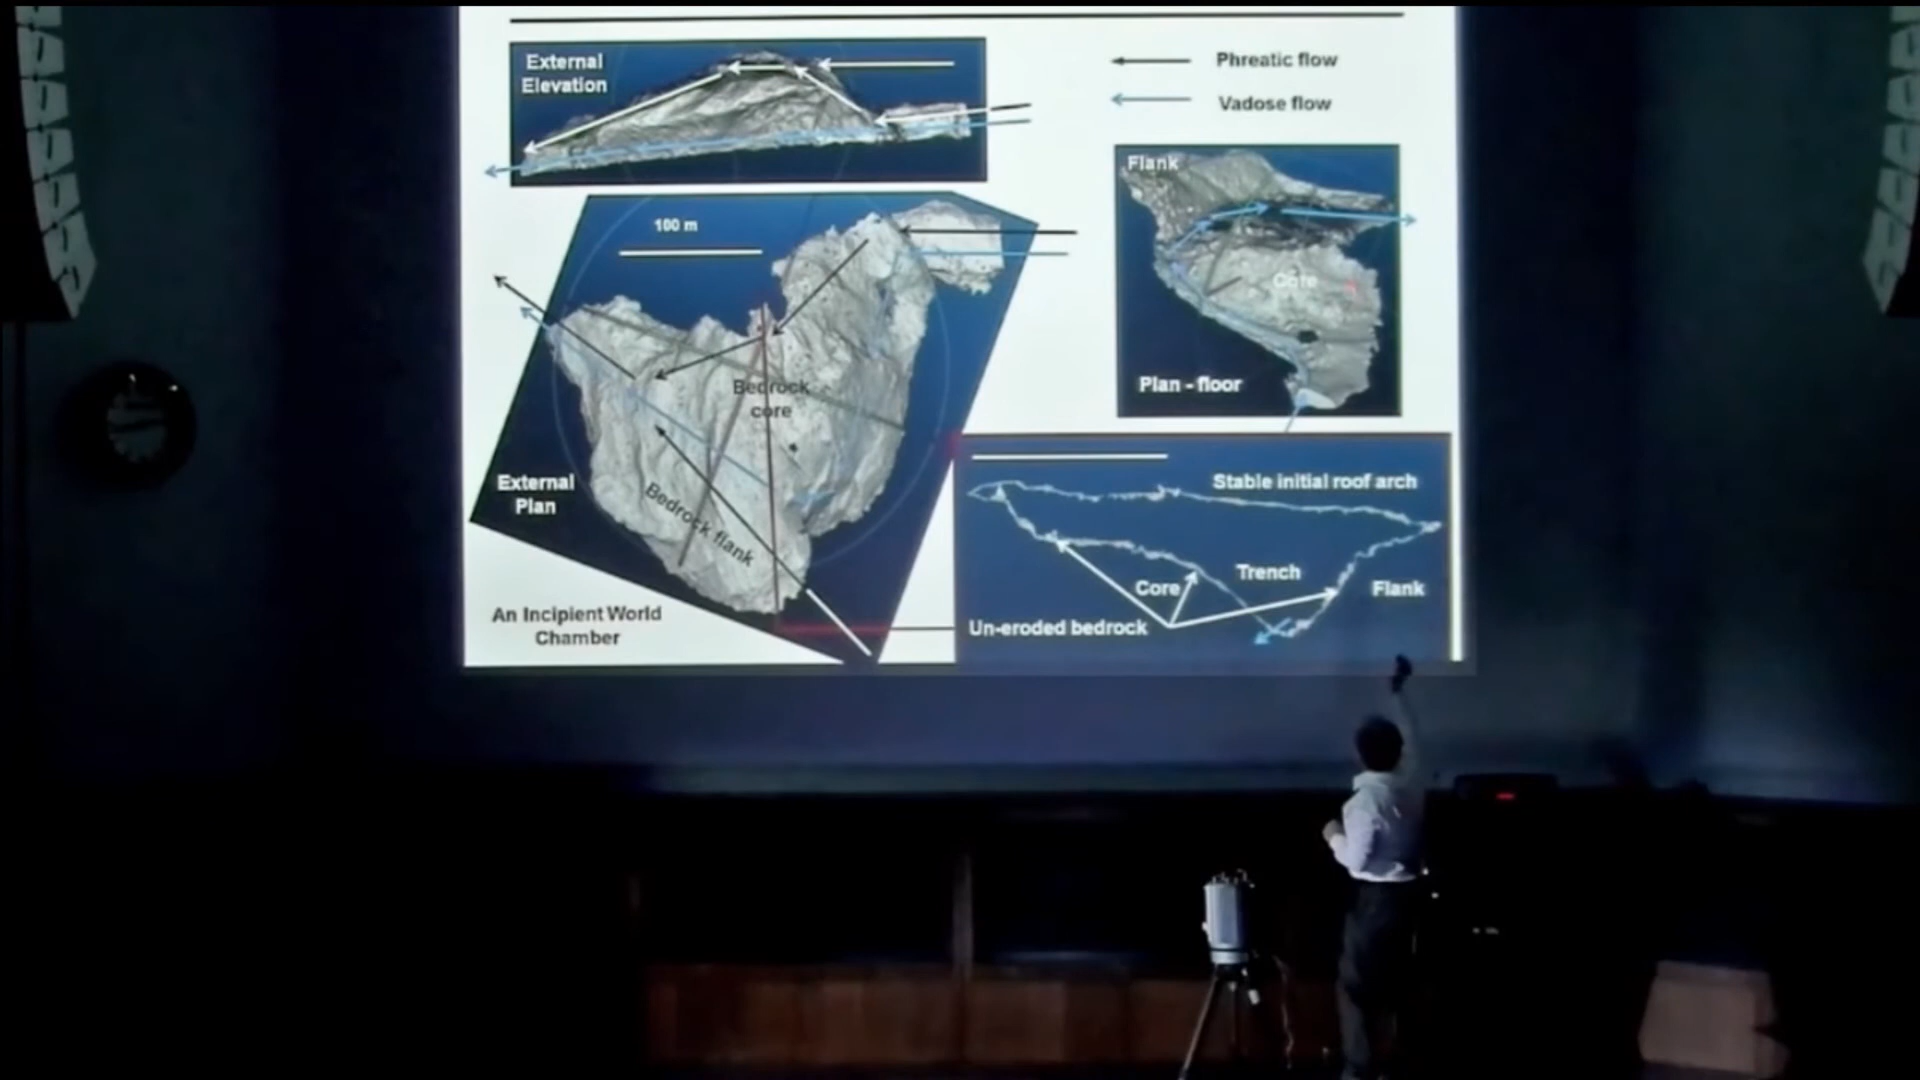 External
Elevation
Phreatic flow
Vadose flow
Flank
100 m
Core
Bedrock
core
Plan - floor
External
Plan
Bedrock flank
Stable initial roof arch
Trench
Core
Flank
An Incipient World
Chamber
Un-eroded bedrock